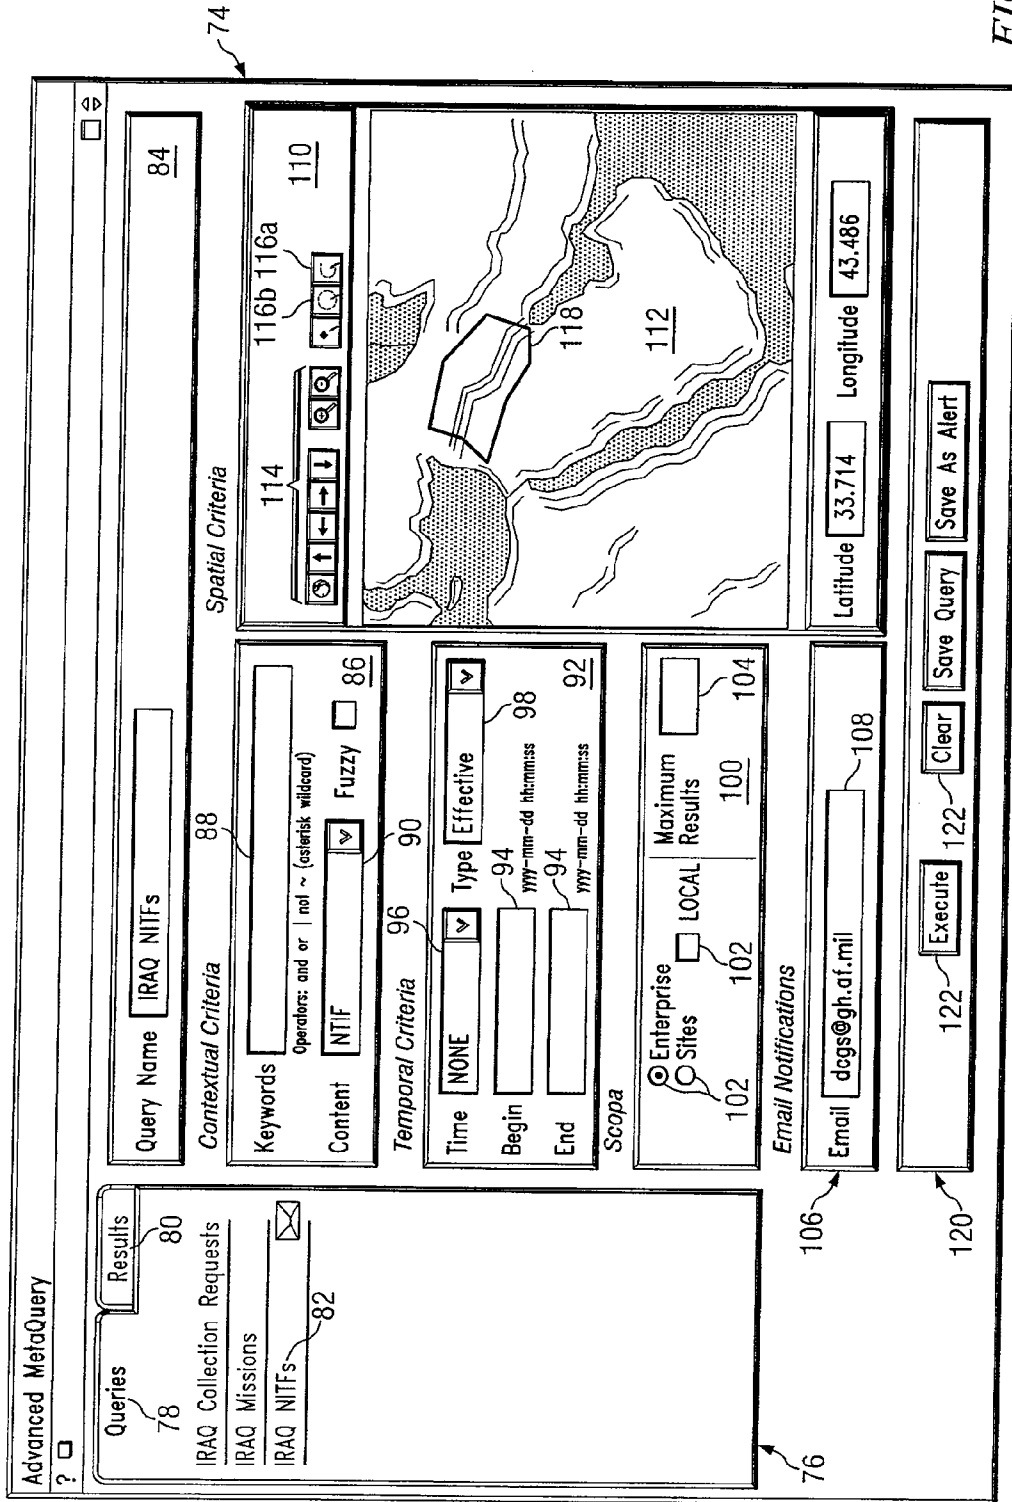 Advanced MetaQuery
?
Queries
Results
78
80
IRAQ Collection Requests
IRAQ Missions
IRAQ NITFs
82
76
74
Query Name
IRAQ NITFs
84
Contextual Criteria
88
Keywords
Operators: and or | not ~ (asterisk wildcard)
Content
NTIF
Fuzzy
86
90
Temporal Criteria
96
Time
NONE
Type
Effective
98
92
Begin
94
yyyy-mm-dd hh:mm:ss
End
94
yyyy-mm-dd hh:mm:ss
Scopa
Enterprise
Sites
102
LOCAL
102
Maximum
Results
100
104
Email Notifications
106
Email
dcgs@gh.af.mil
108
Spatial Criteria
114
116b
116a
110
118
112
Latitude
33.714
Longitude
43.486
120
122
Execute
122
Clear
Save Query
Save As Alert